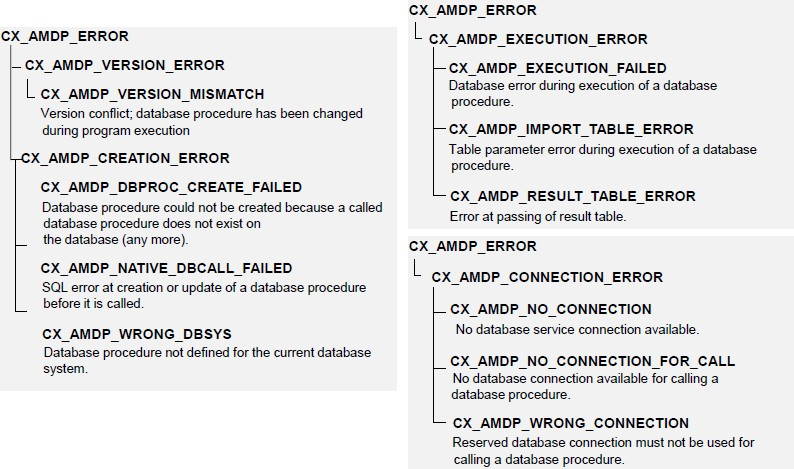 CX_AMDP_ERROR
CX_AMDP_VERSION_ERROR
CX_AMDP_VERSION_MISMATCH
Version conflict; database procedure has been changed
during program execution
CX_AMDP_CREATION_ERROR
CX_AMDP_DBPROC_CREATE_FAILED
Database procedure could not be created because a called
database procedure does not exist on
the database (any more).
CX_AMDP_NATIVE_DBCALL_FAILED
SQL error at creation or update of a database procedure
before it is called.
CX_AMDP_WRONG_DBSYS
Database procedure not defined for the current database
system.
CX_AMDP_ERROR
CX_AMDP_EXECUTION_ERROR
CX_AMDP_EXECUTION_FAILED
Database error during execution of a database
procedure.
CX_AMDP_IMPORT_TABLE_ERROR
Table parameter error during execution of a database
procedure.
CX_AMDP_RESULT_TABLE_ERROR
Error at passing of result table.
CX_AMDP_ERROR
CX_AMDP_CONNECTION_ERROR
CX_AMDP_NO_CONNECTION
No database service connection available.
CX_AMDP_NO_CONNECTION_FOR_CALL
No database connection available for calling a
database procedure.
CX_AMDP_WRONG_CONNECTION
Reserved database connection must not be used for
calling a database procedure.